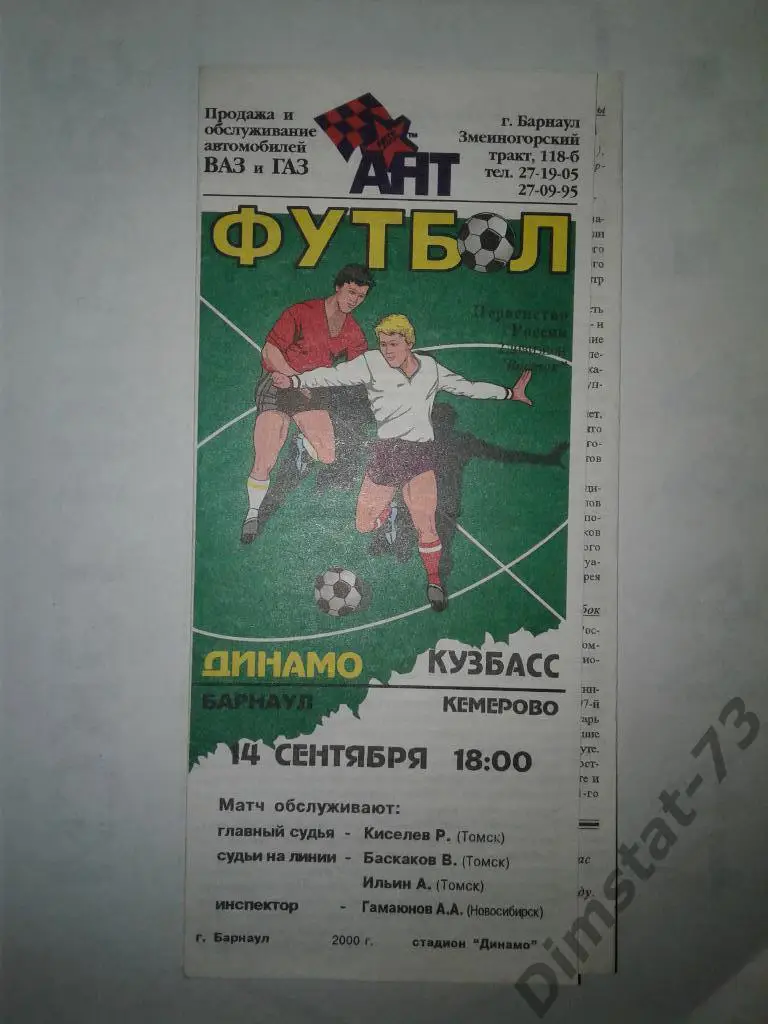 Продажа и
обслуживание
автомобилей
ВАЗ и ГАЗ
ААТ
г. Барнаул
Змеиногорский
тракт, 118-б
тел. 27-19-05
27-09-95
ФУТБОЛ
Первенство
России
"Восток"
ДИНАМО
БАРНАУЛ
КУЗБАСС
КЕМЕРОВО
14 СЕНТЯБРЯ 18:00
Матч обслуживают:
главный судья - Киселев Р. (Томск)
судьи на линии - Баскаков В. (Томск)
Ильин А. (Томск)
инспектор - Гамаюнов А.А. (Новосибирск)
г. Барнаул 2000 г. стадион "Динамо"
Dimstat-73